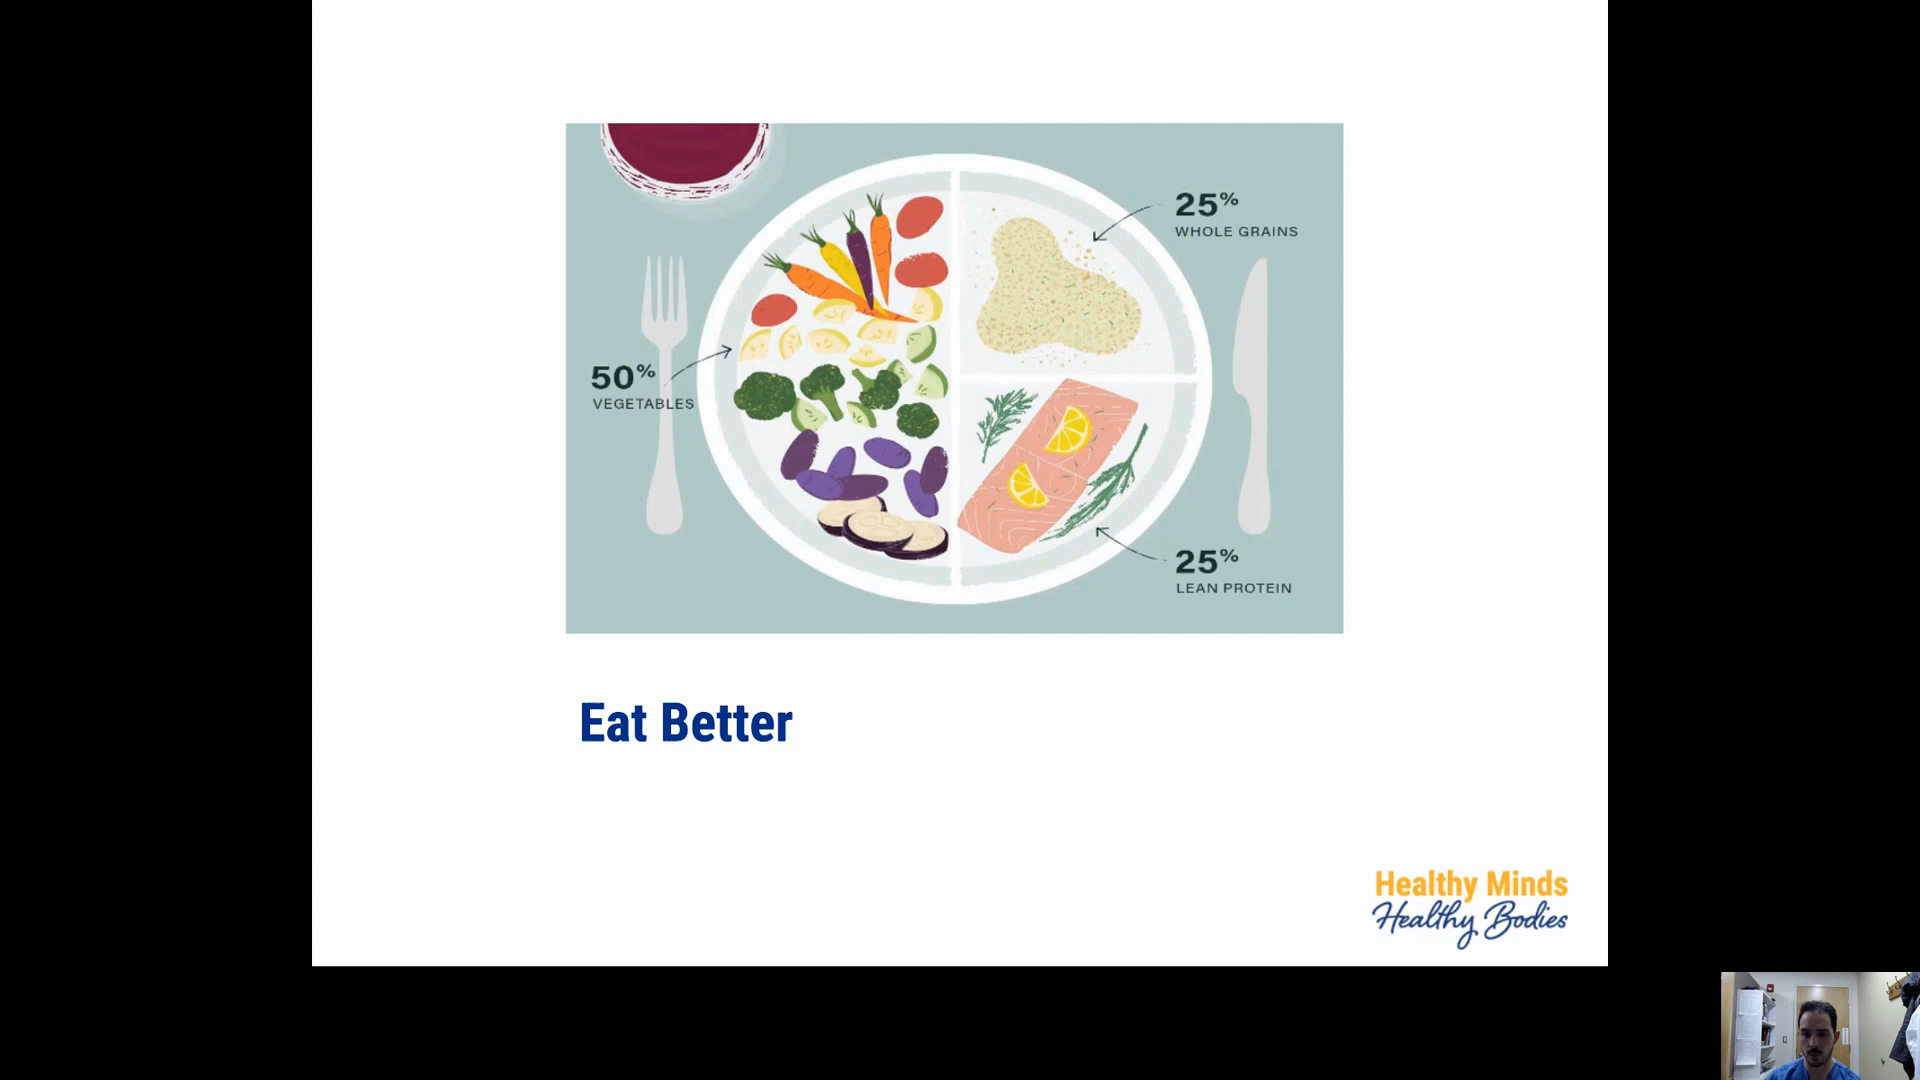 25%
WHOLE GRAINS
50%
VEGETABLES
25%
LEAN PROTEIN
Eat Better
Healthy Minds
Healthy Bodies